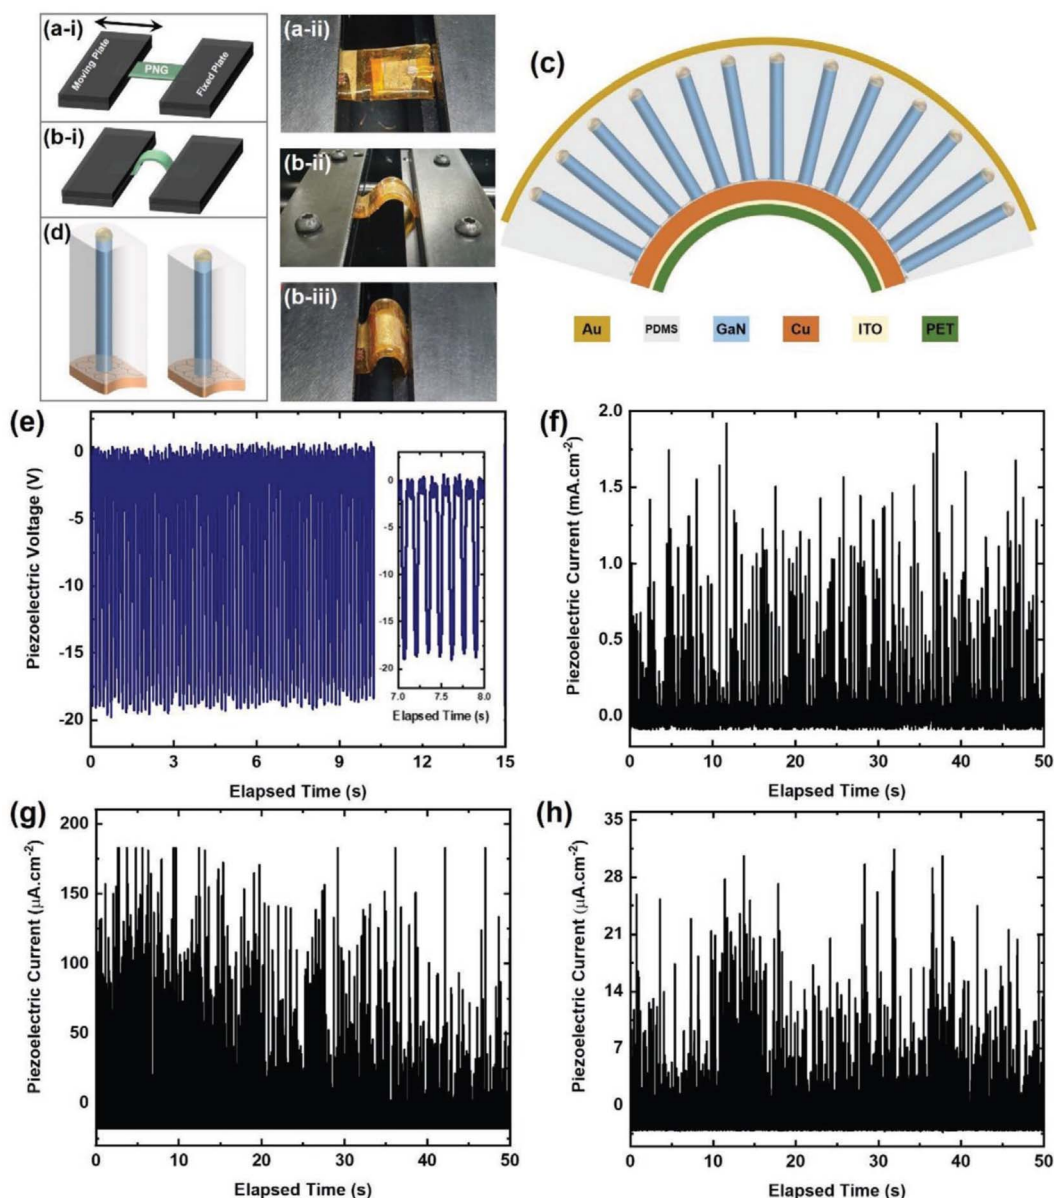 (a-i)
Moving Plate
PNG
Fixed Plate
(a-ii)
(b-i)
(b-ii)
(b-iii)
(c)
Au
PDMS
GaN
Cu
ITO
PET
(d)
(e)
Piezoelectric Voltage (V)
0
-5
-10
-15
-20
0 3 6 9 12 15
Elapsed Time (s)
0
-5
-10
-15
-20
7.0 7.5 8.0
Elapsed Time (s)
(f)
Piezoelectric Current (mA.cm⁻²)
2.0
1.5
1.0
0.5
0.0
0 10 20 30 40 50
Elapsed Time (s)
(g)
Piezoelectric Current (μA.cm⁻²)
200
150
100
50
0
0 10 20 30 40 50
Elapsed Time (s)
(h)
Piezoelectric Current (μA.cm⁻²)
35
28
21
14
7
0
0 10 20 30 40 50
Elapsed Time (s)